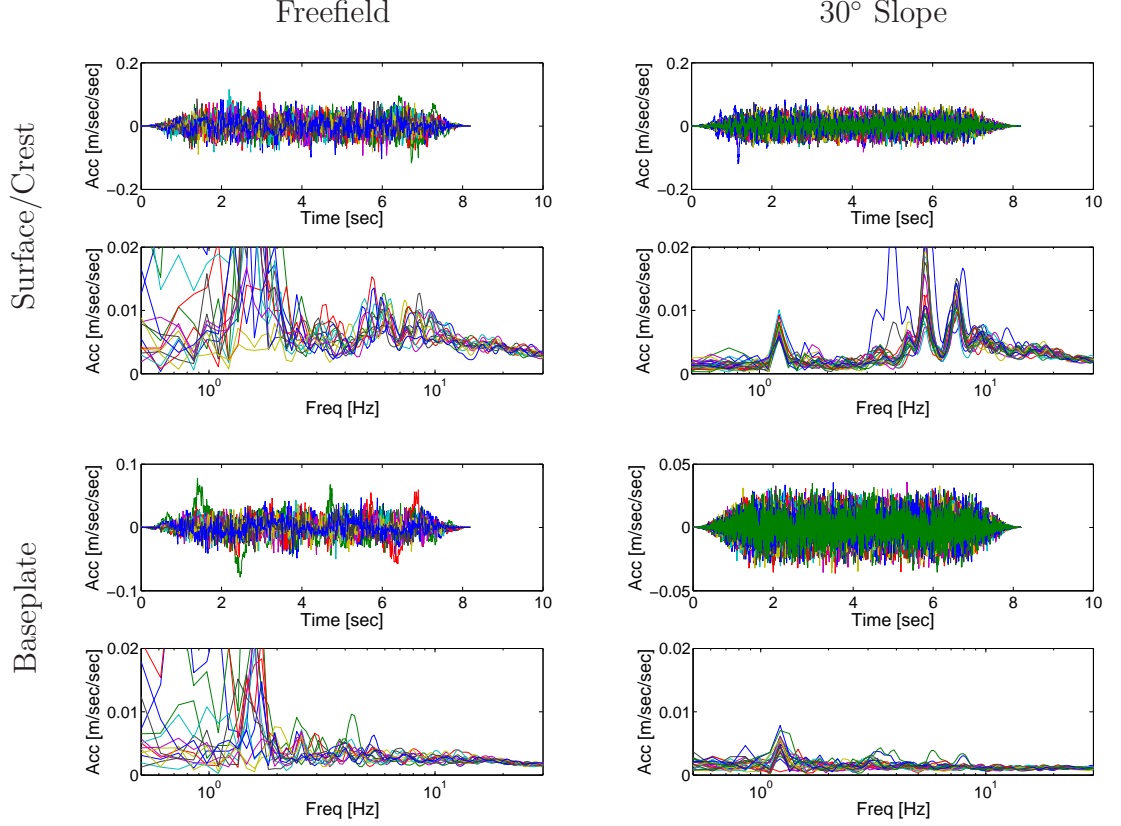 Freefield
30° Slope
Surface/Crest
Acc [m/sec/sec]
0.2
0
−0.2
0 2 4 6 8 10
Time [sec]
Acc [m/sec/sec]
0.2
0
−0.2
0 2 4 6 8 10
Time [sec]
Acc [m/sec/sec]
0.02
0.01
0
10^0 10^1
Freq [Hz]
Acc [m/sec/sec]
0.02
0.01
0
10^0 10^1
Freq [Hz]
Baseplate
Acc [m/sec/sec]
0.1
0
−0.1
0 2 4 6 8 10
Time [sec]
Acc [m/sec/sec]
0.05
0
−0.05
0 2 4 6 8 10
Time [sec]
Acc [m/sec/sec]
0.02
0.01
0
10^0 10^1
Freq [Hz]
Acc [m/sec/sec]
0.02
0.01
0
10^0 10^1
Freq [Hz]